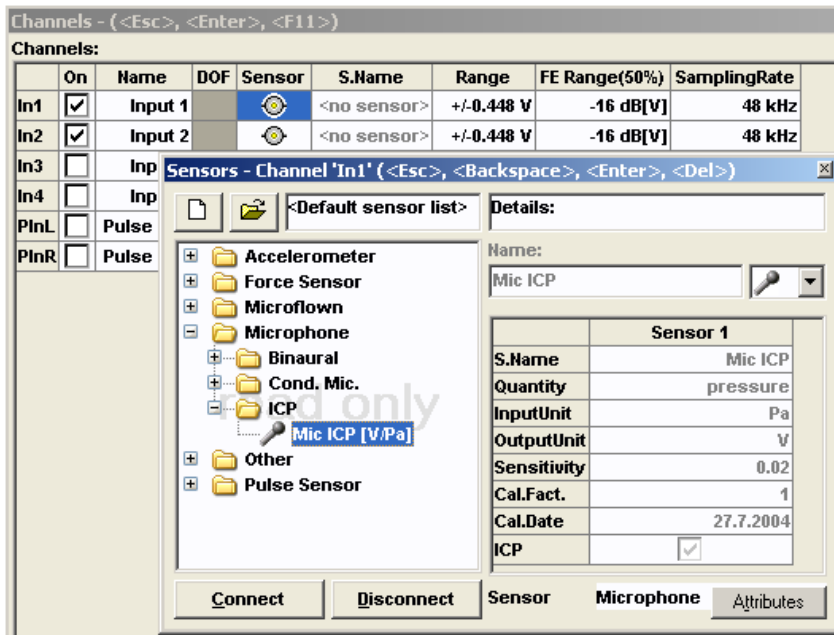 Channels - (<Esc>, <Enter>, <F11>)
Channels:
On Name DOF Sensor S.Name Range FE Range(50%) SamplingRate
In1 Input 1 <no sensor> +/-0.448 V -16 dB[V] 48 kHz
In2 Input 2 <no sensor> +/-0.448 V -16 dB[V] 48 kHz
In3 Inp
In4 Inp
PInL Pulse
PInR Pulse
Sensors - Channel 'In1' (<Esc>, <Backspace>, <Enter>, <Del>)
<Default sensor list>
Accelerometer
Force Sensor
Microflown
Microphone
Binaural
Cond. Mic.
read only
ICP
Mic ICP [V/Pa]
Other
Pulse Sensor
Connect Disconnect
Details:
Name:
Mic ICP
Sensor 1
S.Name Mic ICP
Quantity pressure
InputUnit Pa
OutputUnit V
Sensitivity 0.02
Cal.Fact. 1
Cal.Date 27.7.2004
ICP
Sensor Microphone Attributes